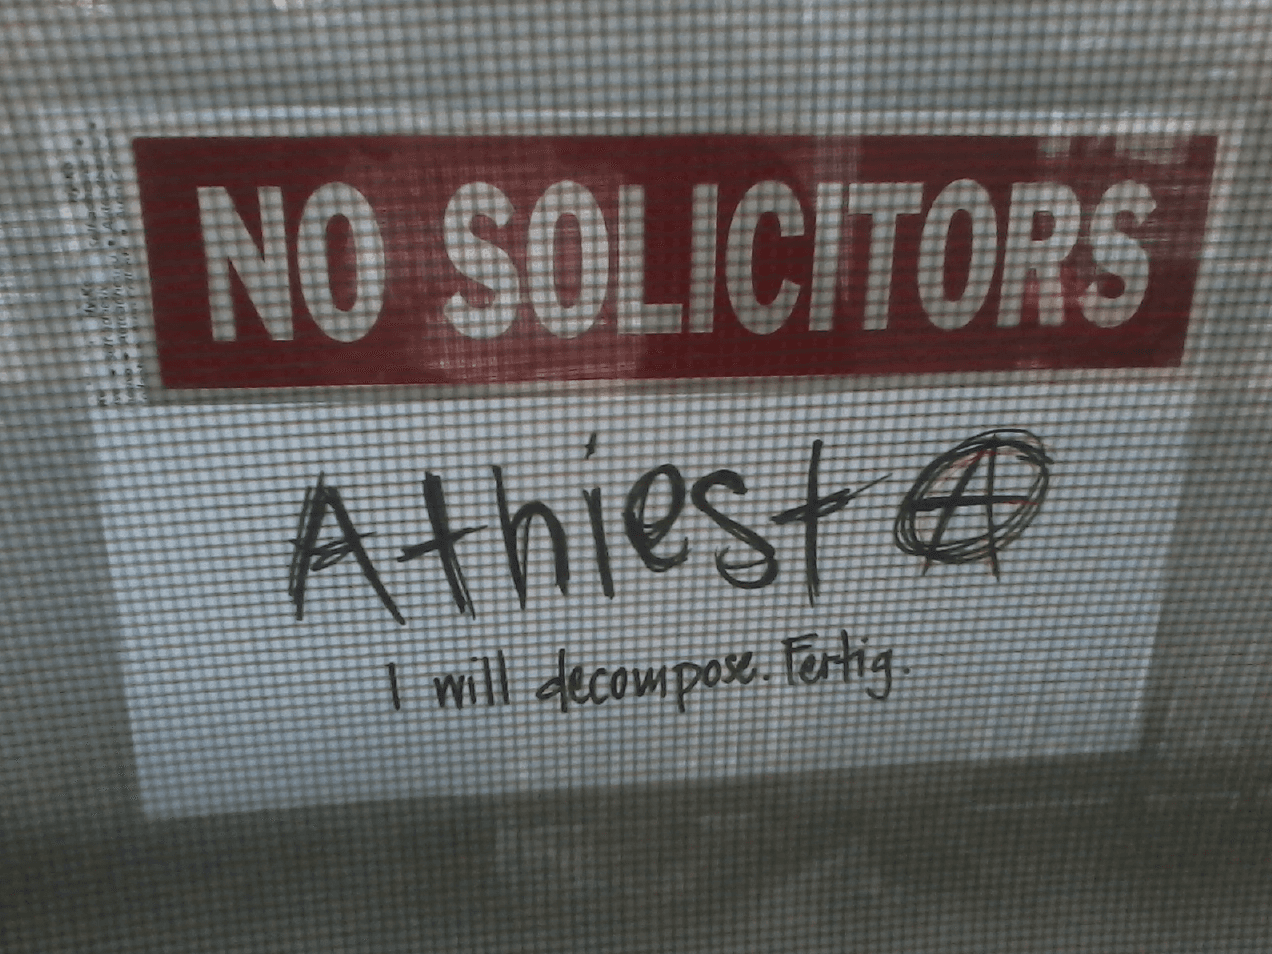 NO SOLICITORS
Athiest
I will decompose. Fertig.